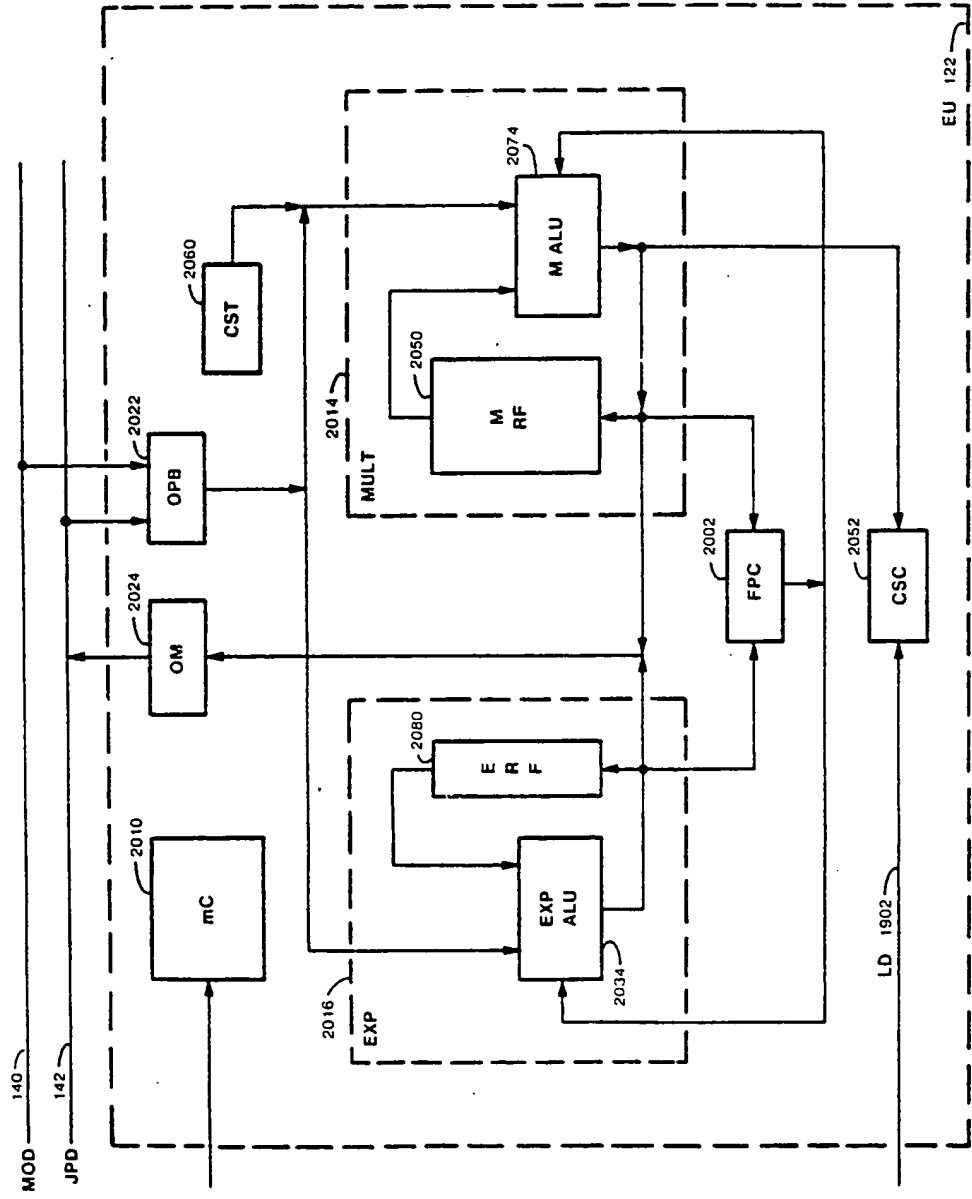 MOD
140
JPD
142
2010
mC
2024
OM
2022
OPB
2060
CST
2016
EXP
EXP
ALU
2034
2080
E
R
F
2014
MULT
2050
M
RF
2074
M ALU
2002
FPC
2052
CSC
LD 1902
EU 122